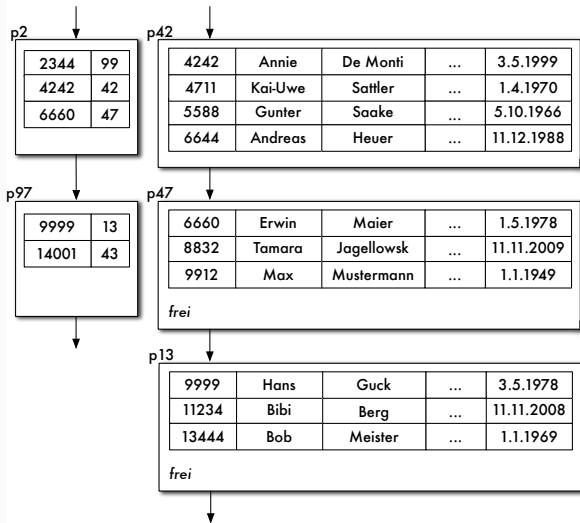 p2
2344 99
4242 42
6660 47
p97
9999 13
14001 43
p42
4242 Annie De Monti ... 3.5.1999
4711 Kai-Uwe Sattler ... 1.4.1970
5588 Gunter Saake ... 5.10.1966
6644 Andreas Heuer ... 11.12.1988
p47
6660 Erwin Maier ... 1.5.1978
8832 Tamara Jagellowsk ... 11.11.2009
9912 Max Mustermann ... 1.1.1949
frei
p13
9999 Hans Guck ... 3.5.1978
11234 Bibi Berg ... 11.11.2008
13444 Bob Meister ... 1.1.1969
frei